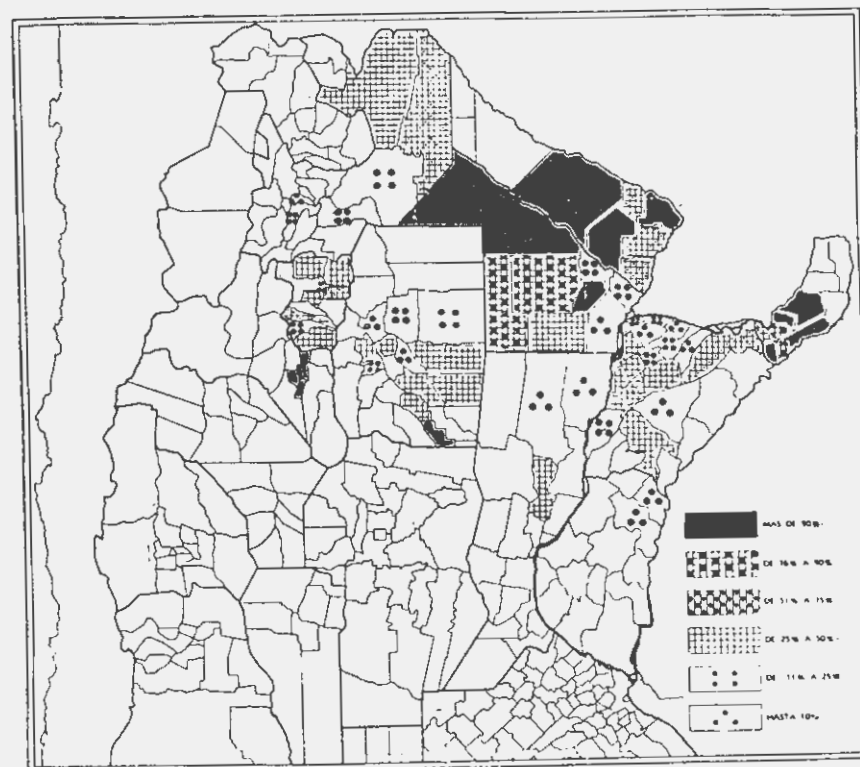 MAS DE 90%-
DE 76% A 90%
DE 51% A 75%
DE 25% A 50%-
DE 11% A 25%
HASTA 10%